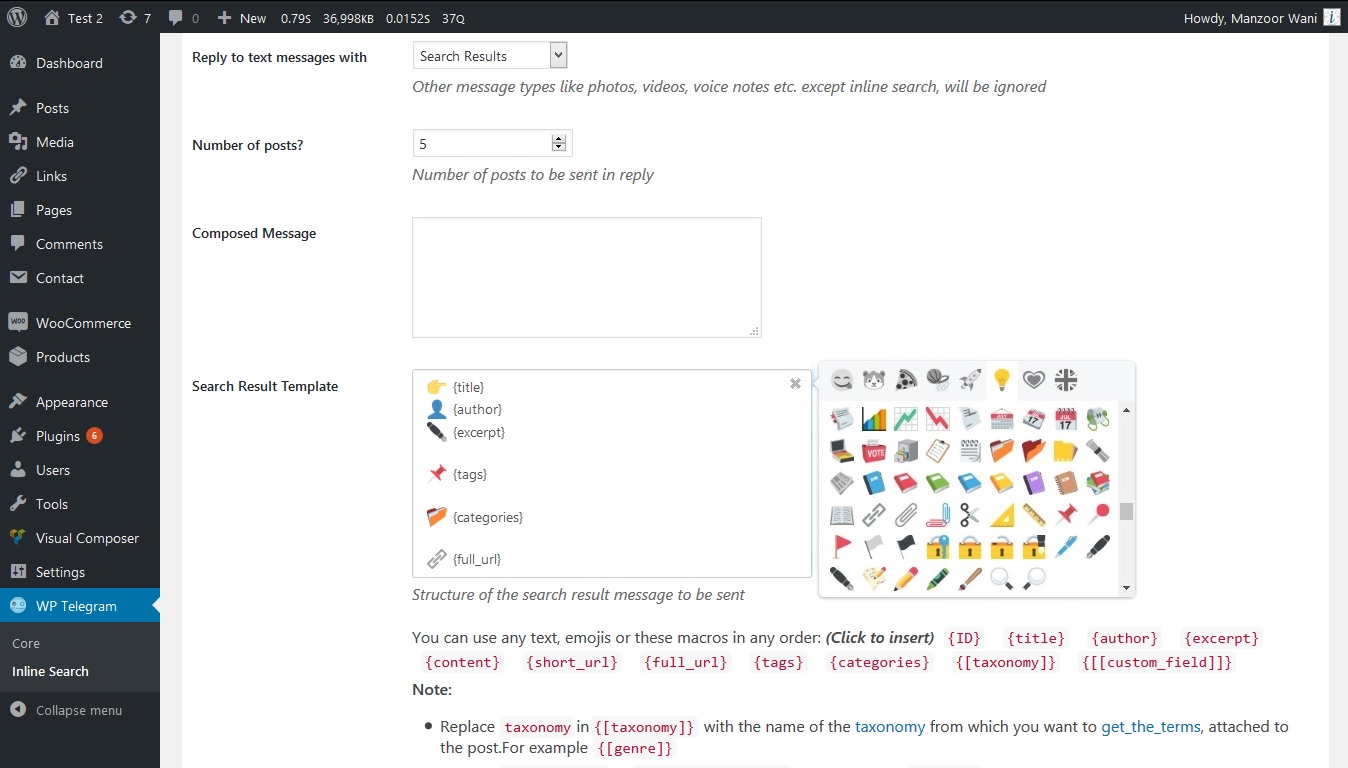 Test 2 7 0 New 0.79s 36,998KB 0.0152s 37Q Howdy, Manzoor Wani
Dashboard
Posts
Media
Links
Pages
Comments
Contact
WooCommerce
Products
Appearance
Plugins 6
Users
Tools
Visual Composer
Settings
WP Telegram
Core
Inline Search
Collapse menu
Reply to text messages with Search Results
Other message types like photos, videos, voice notes etc. except inline search, will be ignored
Number of posts? 5
Number of posts to be sent in reply
Composed Message
Search Result Template
{title}
{author}
{excerpt}
{tags}
{categories}
{full_url}
Structure of the search result message to be sent
You can use any text, emojis or these macros in any order: (Click to insert) {ID} {title} {author} {excerpt}
{content} {short_url} {full_url} {tags} {categories} {[taxonomy]} {[[custom_field]]}
Note:
• Replace taxonomy in {[taxonomy]} with the name of the taxonomy from which you want to get_the_terms, attached to
the post.For example {[genre]}